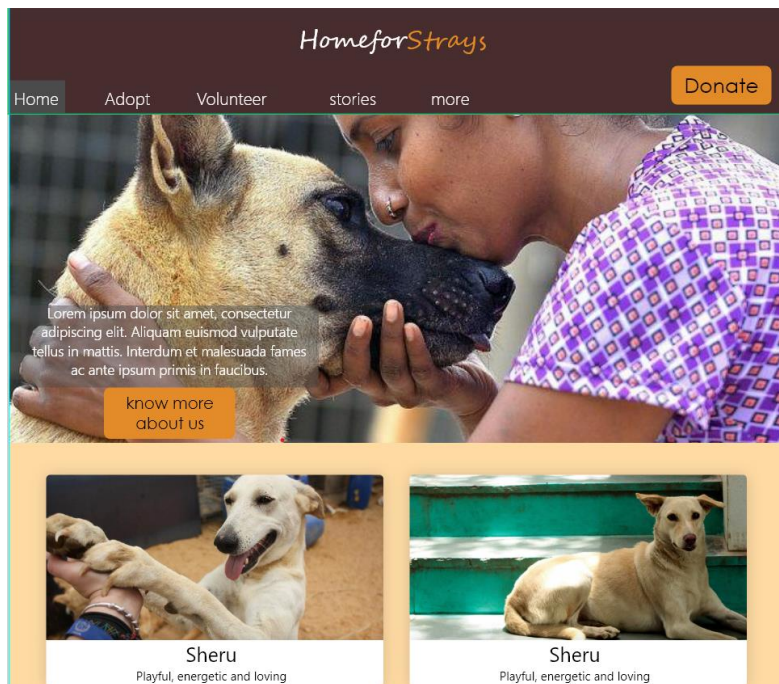 HomeforStrays
Donate
Home Adopt Volunteer stories more
Lorem ipsum dolor sit amet, consectetur
adipiscing elit. Aliquam euismod vulputate
tellus in mattis. Interdum et malesuada fames
ac ante ipsum primis in faucibus.
know more
about us
Sheru Sheru
Playful, energetic and loving Playful, energetic and loving